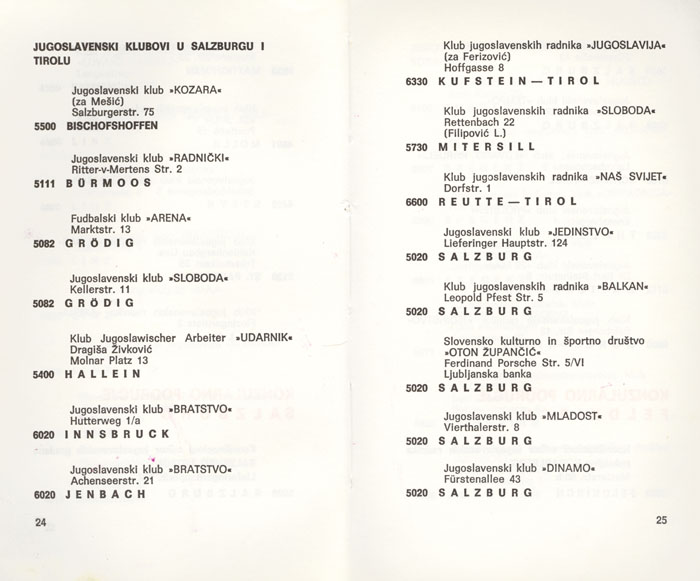 JUGOSLAVENSKI KLUBOVI U SALZBURGU I
TIROLU
Jugoslavenski klub »KOZARA«
(za Mešić)
Salzburgerstr. 75
5500 BISCHOFSHOFFEN
Jugoslavenski klub »RADNIČKI«
Ritter-v-Mertens Str. 2
5111 BÜRMOOS
Fudbalski klub »ARENA«
Marktstr. 13
5082 GRÖDIG
Jugoslavenski klub »SLOBODA«
Kellerstr. 11
5082 GRÖDIG
Klub Jugoslawischer Arbeiter »UDARNIK«
Dragiša Živković
Molnar Platz 13
5400 HALLEIN
Jugoslavenski klub »BRATSTVO«
Hutterweg 1/a
6020 INNSBRUCK
Jugoslavenski klub »BRATSTVO«
Achenseerstr. 21
6020 JENBACH
24
Klub jugoslavenskih radnika »JUGOSLAVIJA«
(za Ferizović)
Hoffgasse 8
6330 KUFSTEIN — TIROL
Klub jugoslavenskih radnika »SLOBODA«
Rettenbach 22
(Filipović L.)
5730 MITERSILL
Klub jugoslavenskih radnika »NAŠ SVIJET«
Dorfstr. 1
6600 REUTTE — TIROL
Jugoslavenski klub »JEDINSTVO«
Lieferinger Hauptstr. 124
5020 SALZBURG
Jugoslavenskih radnika »BALKAN«
Leopold Pfest Str. 5
5020 SALZBURG
Slovensko kulturno in športno društvo
»OTON ŽUPANČIČ«
Ferdinand Porsche Str. 5/VI
Ljubljanska banka
5020 SALZBURG
Jugoslavenski klub »MLADOST«
Vierthalerstr. 8
5020 SALZBURG
Jugoslavenski klub »DINAMO«
Fürstenallee 43
5020 SALZBURG
25